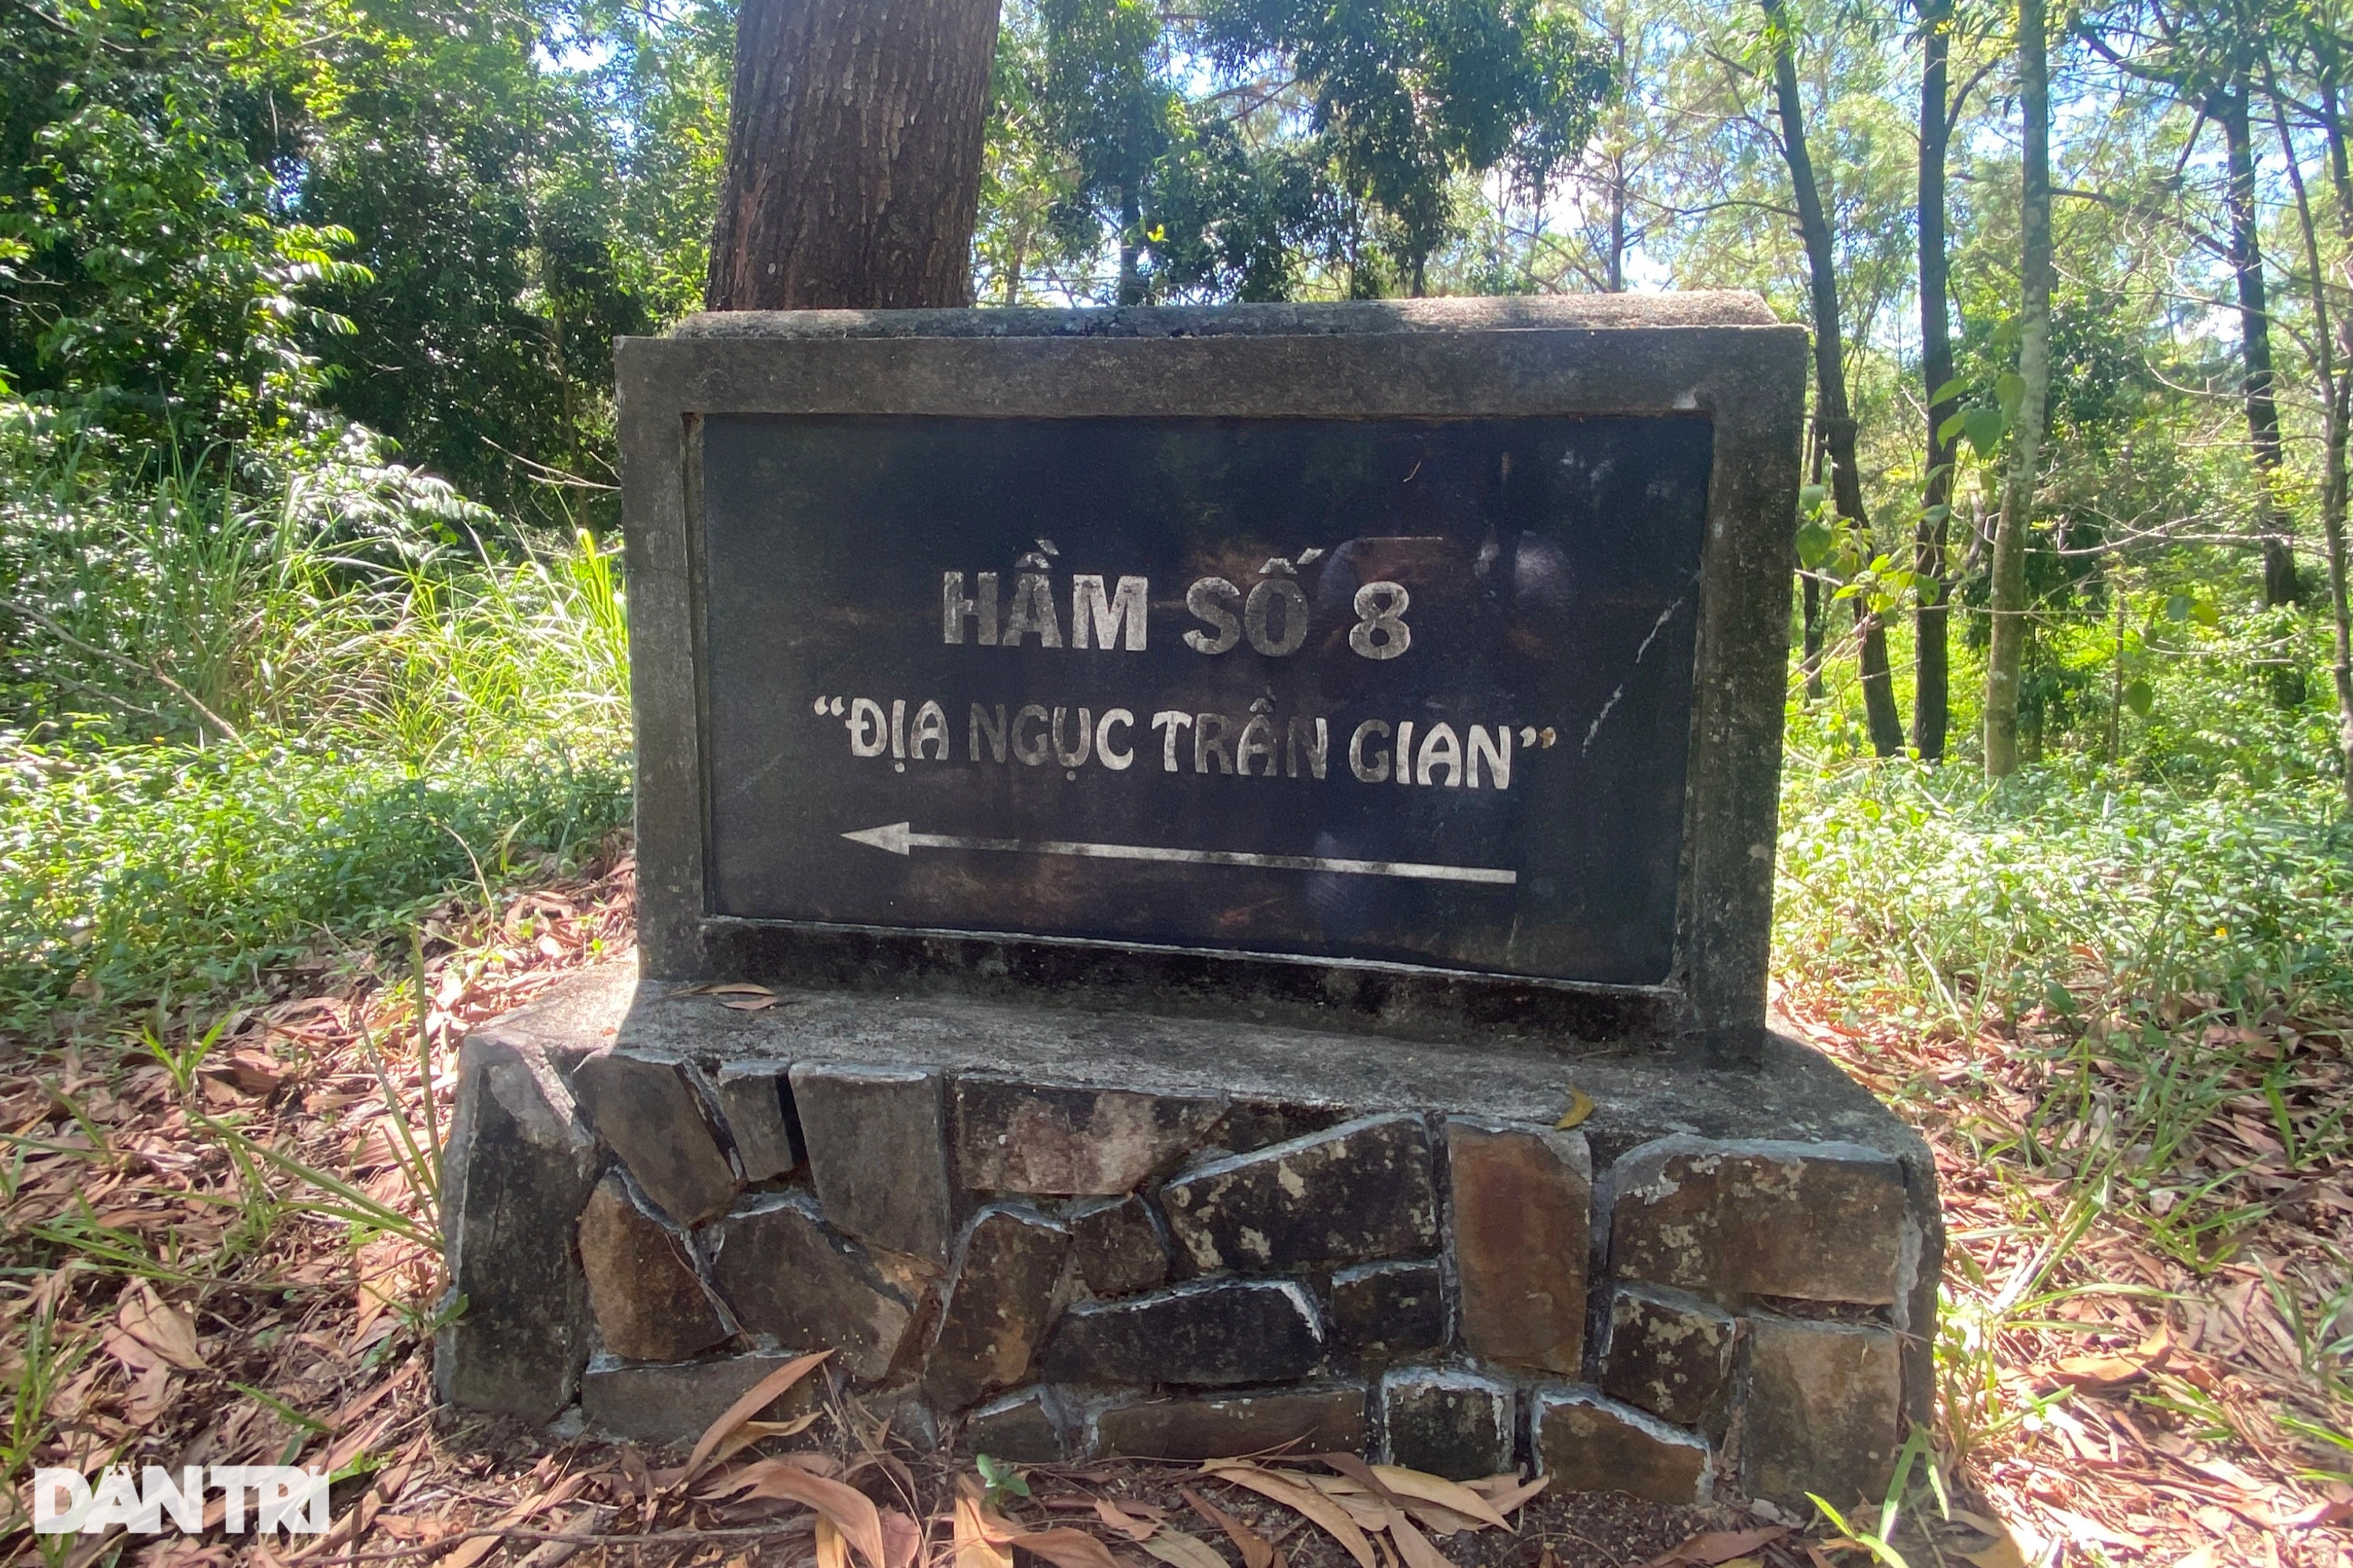 HẦM SỐ 8
"ĐỊA NGỤC TRẦN GIAN"
DÂN TRÍ